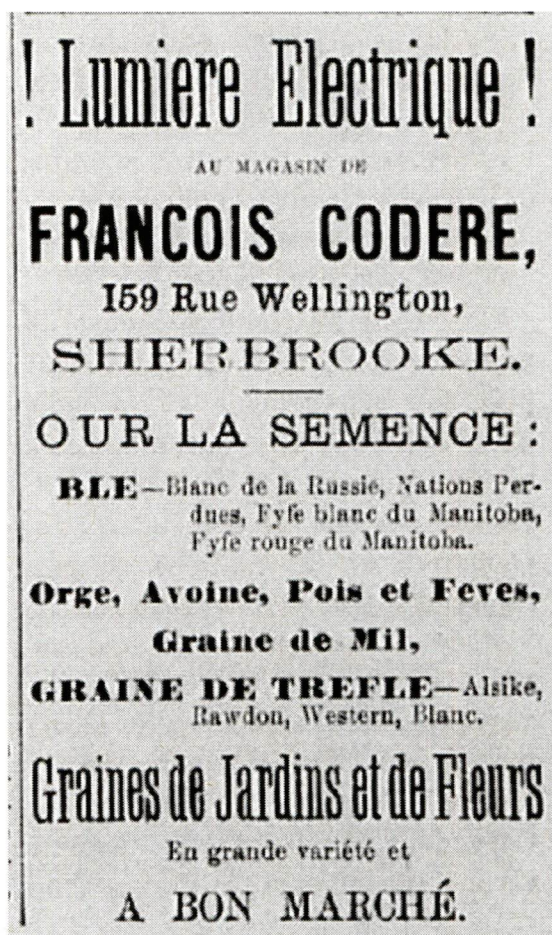 ! Lumiere Electrique !
AU MAGASIN DE
FRANCOIS CODERE,
159 Rue Wellington,
SHERBROOKE.
OUR LA SEMENCE :
BLE—Blanc de la Russie, Nations Per-
dues, Fyfe blanc du Manitoba,
Fyfe rouge du Manitoba.
Orge, Avoine, Pois et Feves,
Graine de Mil,
GRAINE DE TREFLE—Alsike,
Rawdon, Western, Blanc.
Graines de Jardins et de Fleurs
En grande variété et
A BON MARCHÉ.